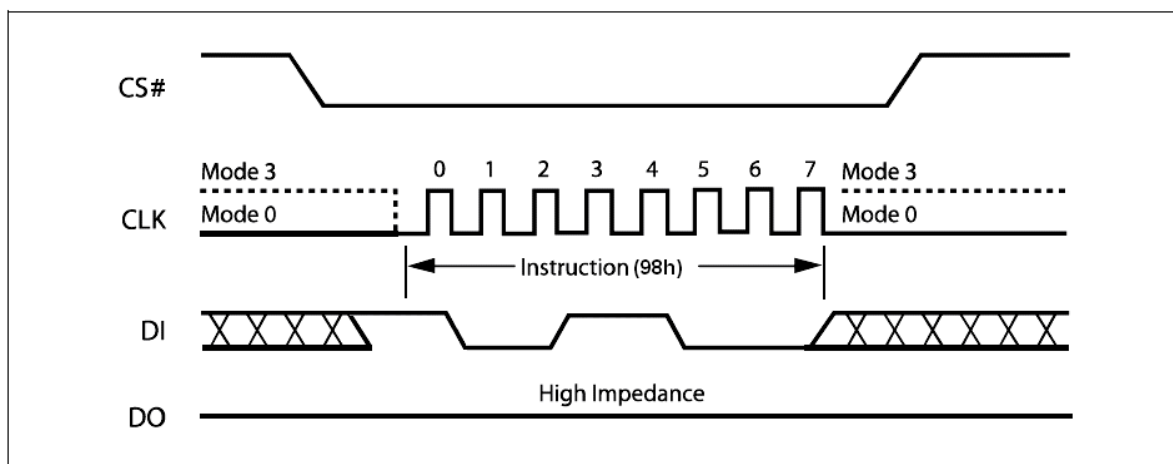 CS#
Mode 3 0 1 2 3 4 5 6 7 Mode 3
CLK Mode 0 Mode 0
Instruction (98h)
DI
High Impedance
DO